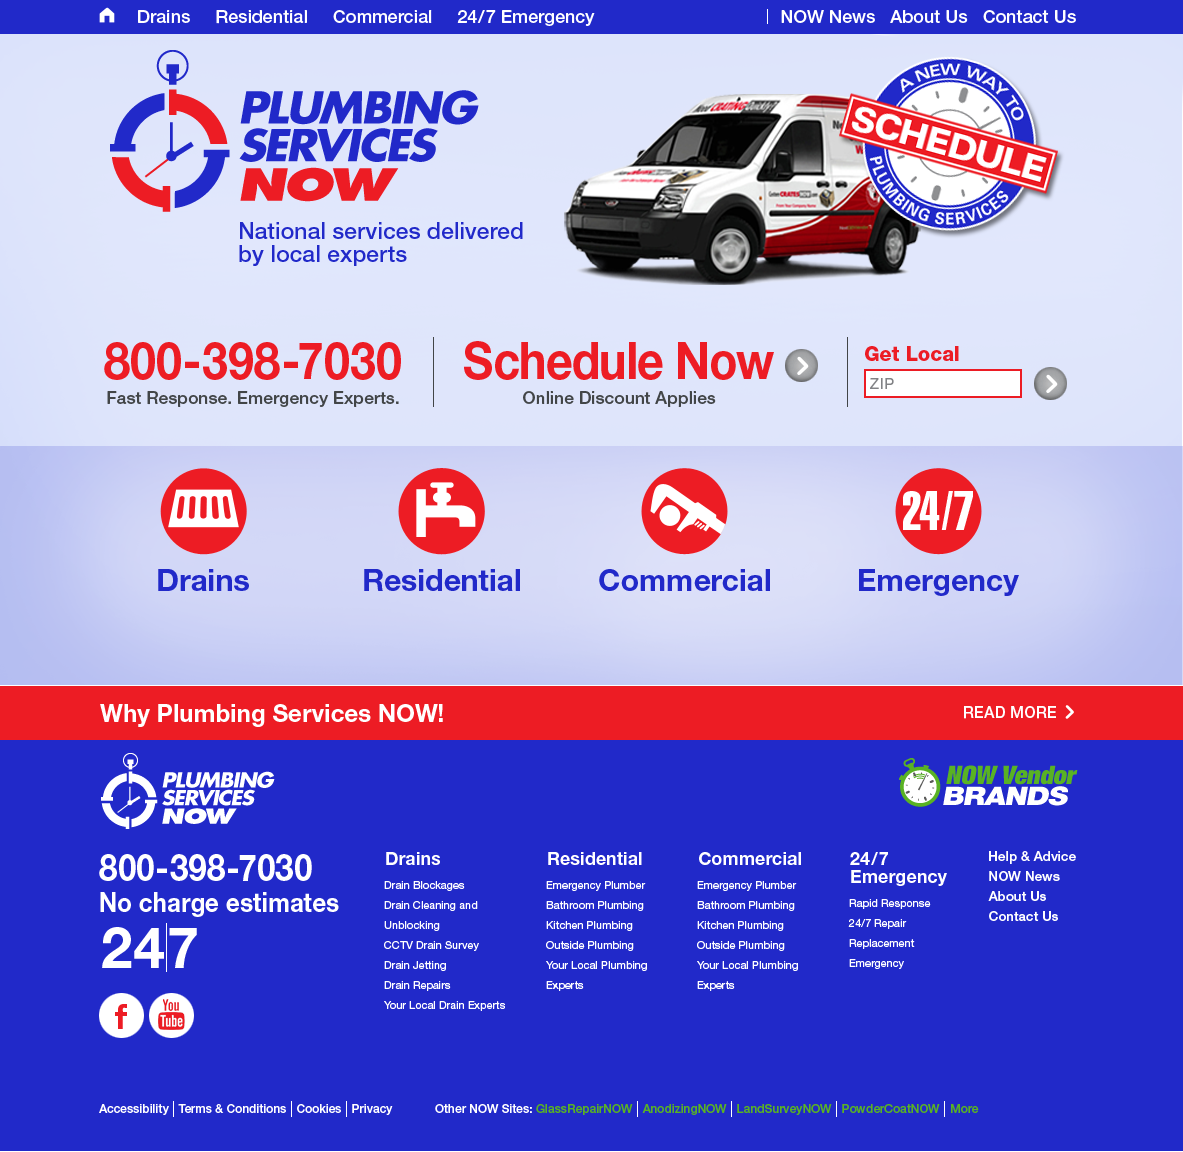 Drains Residential Commercial 24/7 Emergency NOW News About Us Contact Us
PLUMBING
SERVICES
NOW
National services delivered
by local experts
A NEW WAY TO
SCHEDULE
PLUMBING SERVICES
800-398-7030
Fast Response. Emergency Experts.
Schedule Now
Online Discount Applies
Get Local
ZIP
24/7
Drains Residential Commercial Emergency
Why Plumbing Services NOW! READ MORE
PLUMBING
SERVICES
NOW
NOW Vendor
BRANDS
800-398-7030
No charge estimates
24|7
You
Tube
Drains
Drain Blockages
Drain Cleaning and
Unblocking
CCTV Drain Survey
Drain Jetting
Drain Repairs
Your Local Drain Experts
Residential
Emergency Plumber
Bathroom Plumbing
Kitchen Plumbing
Outside Plumbing
Your Local Plumbing
Experts
Commercial
Emergency Plumber
Bathroom Plumbing
Kitchen Plumbing
Outside Plumbing
Your Local Plumbing
Experts
24/7
Emergency
Rapid Response
24/7 Repair
Replacement
Emergency
Help & Advice
NOW News
About Us
Contact Us
Accessibility | Terms & Conditions | Cookies | Privacy Other NOW Sites: GlassRepairNOW | AnodizingNOW | LandSurveyNOW | PowderCoatNOW | More